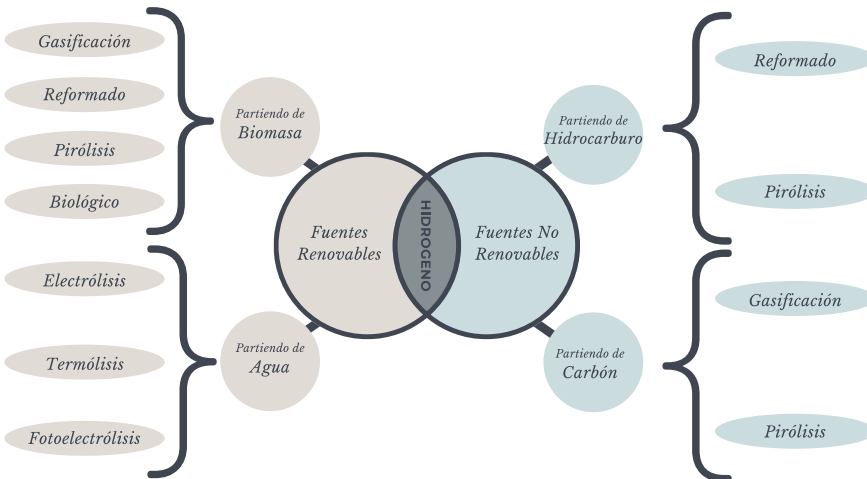 Gasificación
Reformado
Pirólisis
Biológico
Partiendo de
Biomasa
Electrólisis
Termólisis
Fotoelectrólisis
Partiendo de
Agua
Fuentes
Renovables
HIDROGENO
Fuentes No
Renovables
Partiendo de
Hidrocarburo
Reformado
Pirólisis
Partiendo de
Carbón
Gasificación
Pirólisis